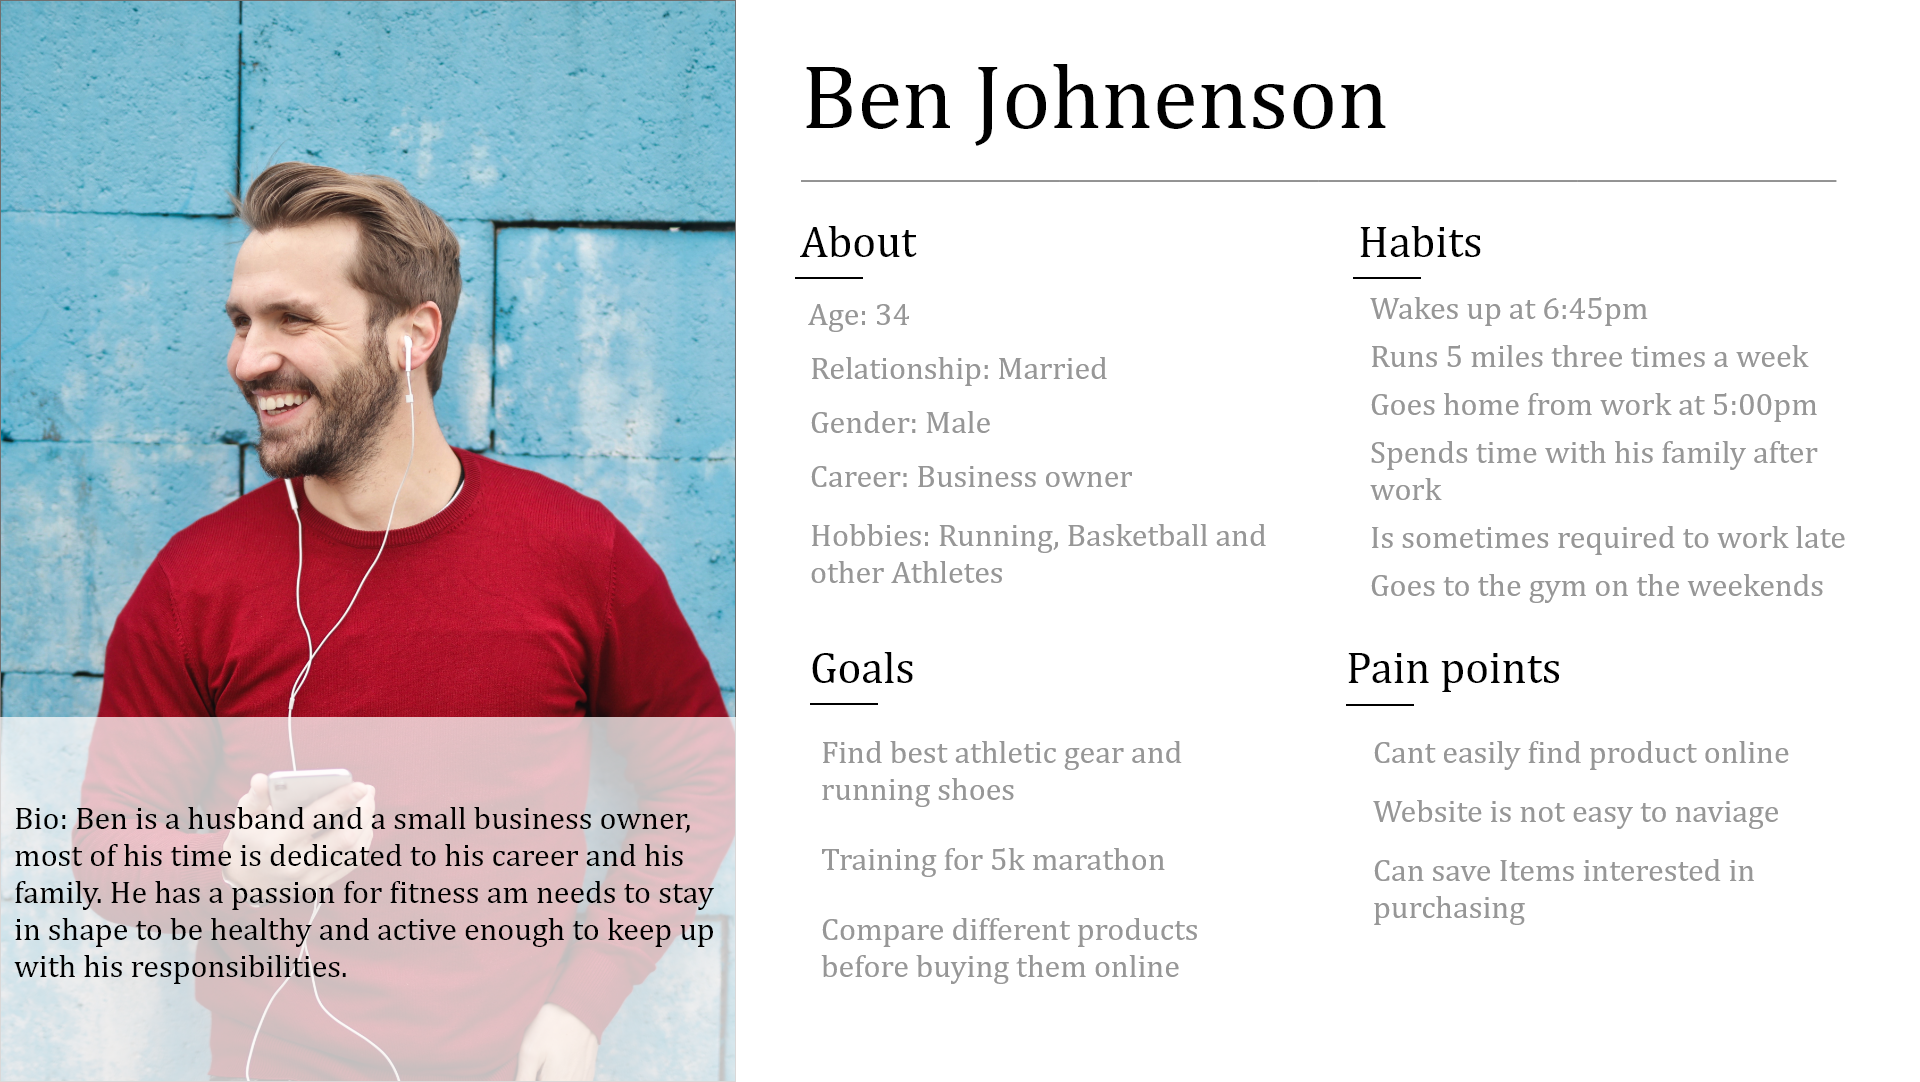 Ben Johnenson
About
Age: 34
Relationship: Married
Gender: Male
Career: Business owner
Hobbies: Running, Basketball and
other Athletes
Habits
Wakes up at 6:45pm
Runs 5 miles three times a week
Goes home from work at 5:00pm
Spends time with his family after
work
Is sometimes required to work late
Goes to the gym on the weekends
Goals
Find best athletic gear and
running shoes
Training for 5k marathon
Compare different products
before buying them online
Pain points
Cant easily find product online
Website is not easy to naviage
Can save Items interested in
purchasing
Bio: Ben is a husband and a small business owner,
most of his time is dedicated to his career and his
family. He has a passion for fitness am needs to stay
in shape to be healthy and active enough to keep up
with his responsibilities.